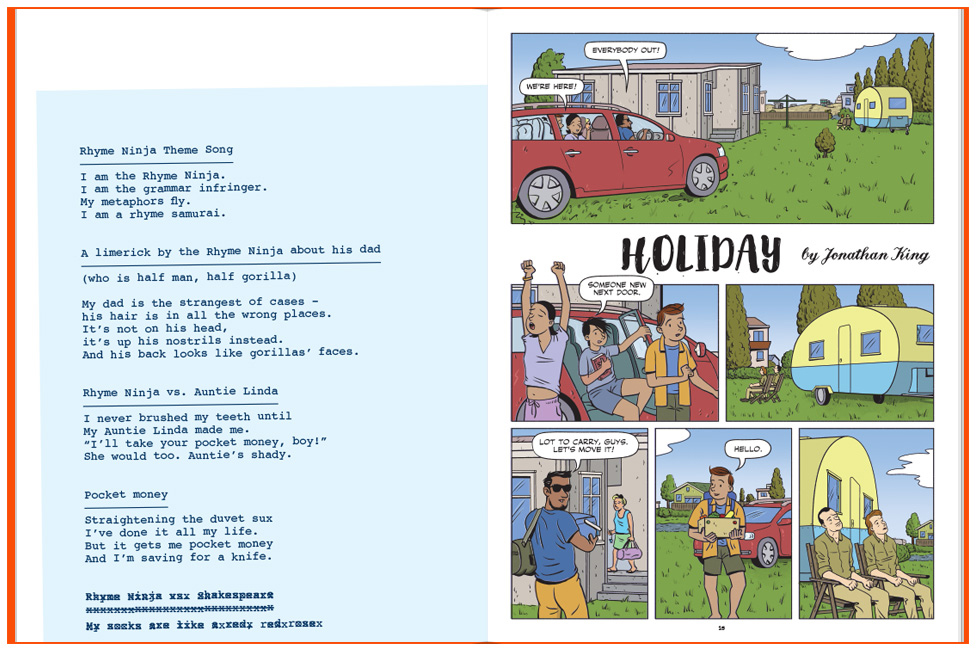 Rhyme Ninja Theme Song
I am the Rhyme Ninja.
I am the grammar infringer.
My metaphors fly.
I am a rhyme samurai.
A limerick by the Rhyme Ninja about his dad
(who is half man, half gorilla)
My dad is the strangest of cases –
his hair is in all the wrong places.
It's not on his head,
it's up his nostrils instead.
And his back looks like gorillas' faces.
Rhyme Ninja vs. Auntie Linda
I never brushed my teeth until
My Auntie Linda made me.
"I'll take your pocket money, boy!"
She would too. Auntie's shady.
Pocket money
Straightening the duvet sux
I've done it all my life.
But it gets me pocket money
And I'm saving for a knife.
Rhyme Ninja vsx Shakespeare
My socks are like axredx redxrosex
EVERYBODY OUT!
WE'RE HERE!
HOLIDAY
by Jonathan King
SOMEONE NEW
NEXT DOOR.
LOT TO CARRY, GUYS.
LET'S MOVE IT!
HELLO.